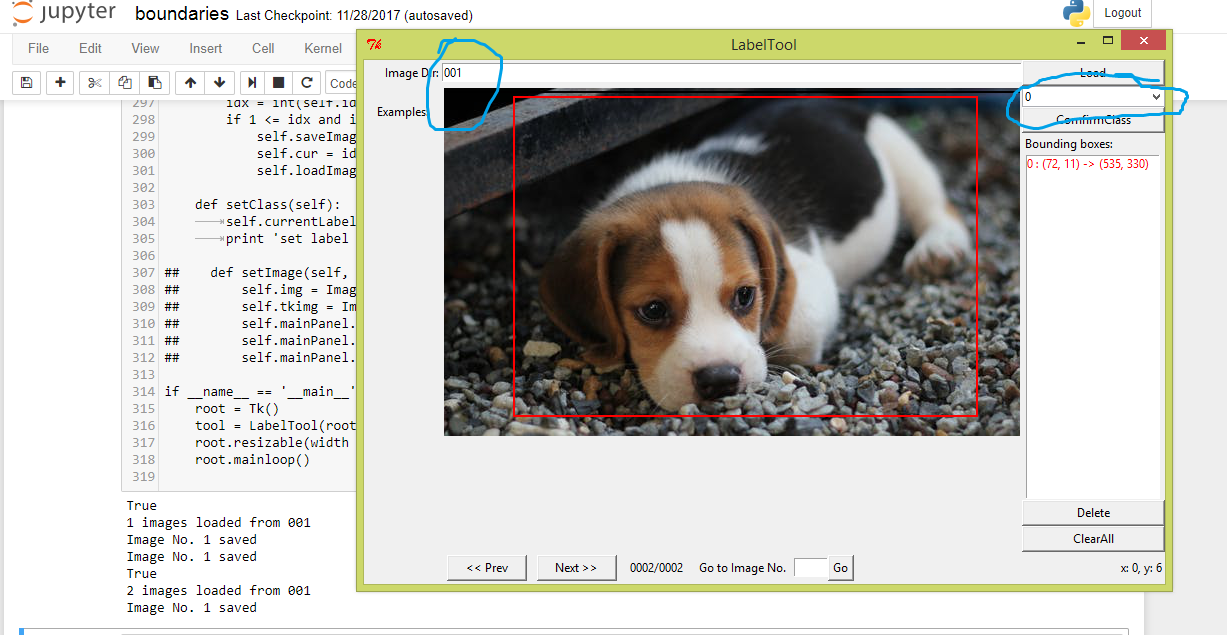 jupyter boundaries Last Checkpoint: 11/28/2017 (autosaved)
Logout
File Edit View Insert Cell Kernel
Code
LabelTool
Image Dir: 001
Load
Examples:
0
ComfirmClass
Bounding boxes:
0 : (72, 11) -> (535, 330)
297 idx = int(self.id
298 if 1 <= idx and i
299 self.saveImag
300 self.cur = id
301 self.loadImag
302
303 def setClass(self):
304 self.currentLabel
305 print 'set label
306
307 ## def setImage(self,
308 ## self.img = Imag
309 ## self.tkimg = Im
310 ## self.mainPanel.
311 ## self.mainPanel.
312 ## self.mainPanel.
313
314 if __name__ == '__main__'
315 root = Tk()
316 tool = LabelTool(root
317 root.resizable(width
318 root.mainloop()
319
Delete
ClearAll
<< Prev Next >> 0002/0002 Go to Image No. Go
x: 0, y: 6
True
1 images loaded from 001
Image No. 1 saved
Image No. 1 saved
True
2 images loaded from 001
Image No. 1 saved